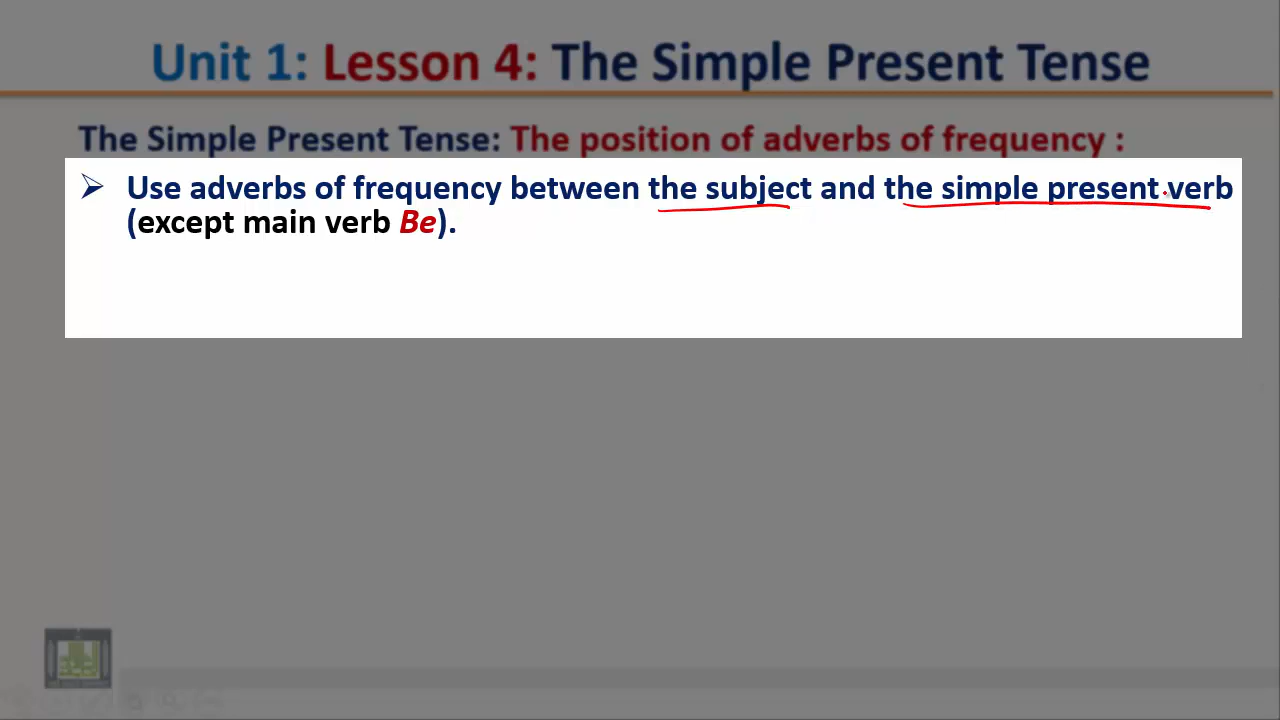 Unit 1: Lesson 4: The Simple Present Tense
The Simple Present Tense: The position of adverbs of frequency :
➢ Use adverbs of frequency between the subject and the simple present verb
(except main verb Be).